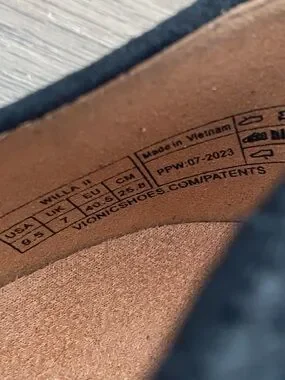 WILLA II
USA UK EU CM
9.5 7 40.5 25.8
Made in Vietnam
PPW:07-2023
VIONICSHOES.COM/PATENTS